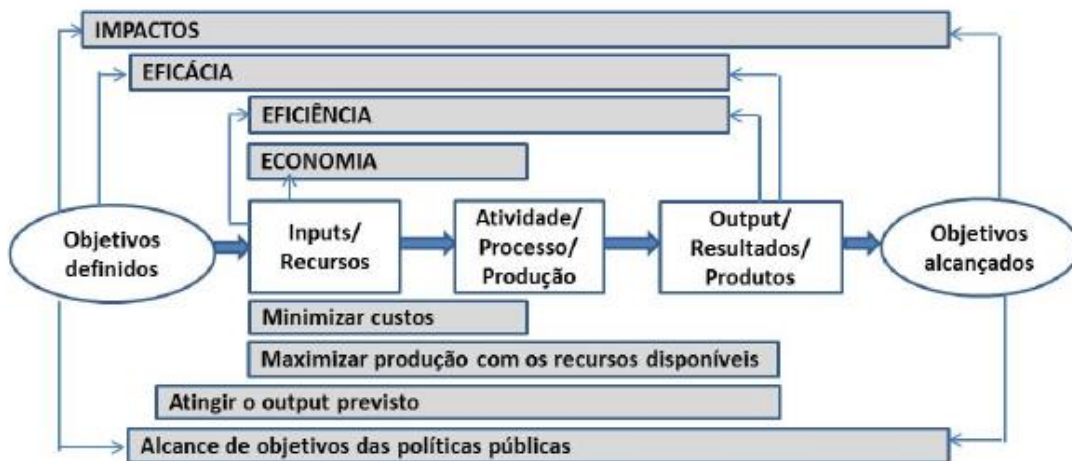 IMPACTOS
EFICÁCIA
EFICIÊNCIA
ECONOMIA
Objetivos
definidos
Inputs/
Recursos
Atividade/
Processo/
Produção
Output/
Resultados/
Produtos
Objetivos
alcançados
Minimizar custos
Maximizar produção com os recursos disponíveis
Atingir o output previsto
Alcance de objetivos das políticas públicas